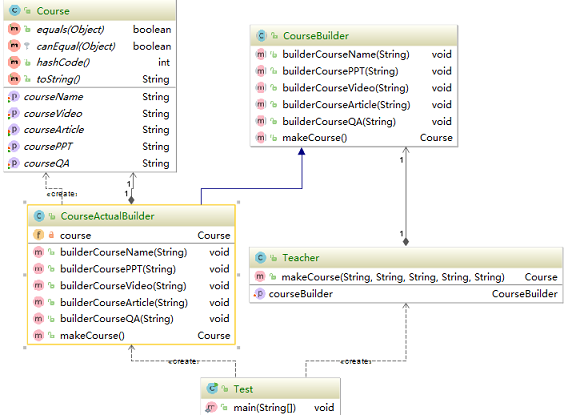 Course
equals(Object) boolean
canEqual(Object) boolean
hashCode() int
toString() String
courseName String
courseVideo String
courseArticle String
coursePPT String
courseQA String
CourseBuilder
builderCourseName(String) void
builderCoursePPT(String) void
builderCourseVideo(String) void
builderCourseArticle(String) void
builderCourseQA(String) void
makeCourse() Course
«create»
1
1
1
1
CourseActualBuilder
course Course
builderCourseName(String) void
builderCoursePPT(String) void
builderCourseVideo(String) void
builderCourseArticle(String) void
builderCourseQA(String) void
makeCourse() Course
Teacher
makeCourse(String, String, String, String, String) Course
courseBuilder CourseBuilder
«create»
«create»
Test
main(String[]) void